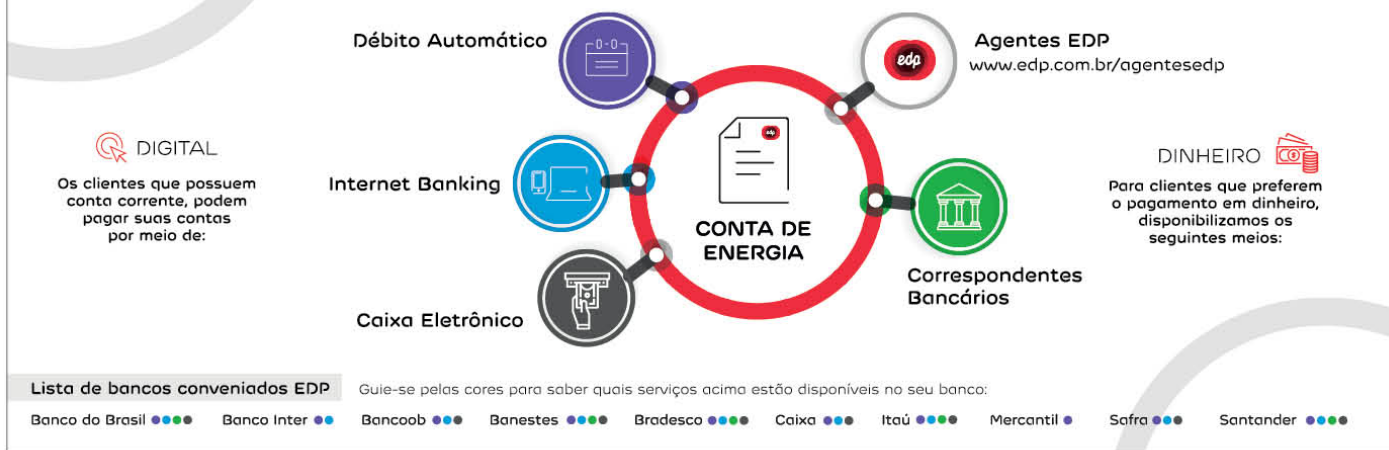 Débito Automático
Agentes EDP
www.edp.com.br/agentesedp
edp
DIGITAL
Os clientes que possuem
conta corrente, podem
pagar suas contas
por meio de:
Internet Banking
edp
CONTA DE
ENERGIA
DINHEIRO
Para clientes que preferem
o pagamento em dinheiro,
disponibilizamos os
seguintes meios:
Correspondentes
Bancários
Caixa Eletrônico
Lista de bancos conveniados EDP
Guie-se pelas cores para saber quais serviços acima estão disponíveis no seu banco:
Banco do Brasil Banco Inter Bancoob Banestes Bradesco Caixa Itaú Mercantil Safra Santander